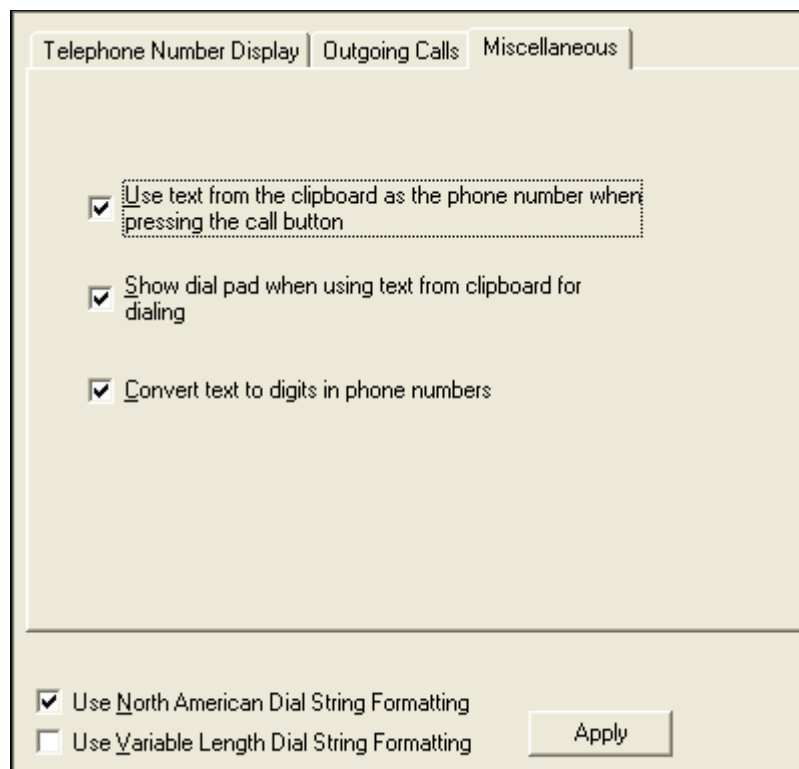 Telephone Number Display Outgoing Calls Miscellaneous
Use text from the clipboard as the phone number when
pressing the call button
Show dial pad when using text from clipboard for
dialing
Convert text to digits in phone numbers
Use North American Dial String Formatting
Use Variable Length Dial String Formatting
Apply